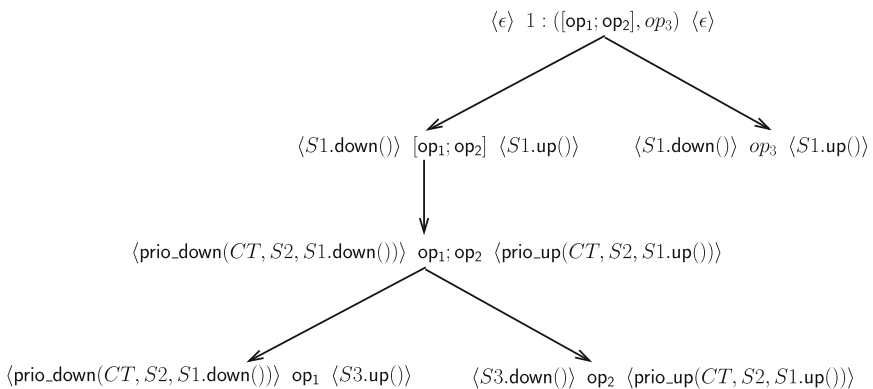 ⟨ϵ⟩ 1 : ([op₁; op₂], op₃) ⟨ϵ⟩
⟨S1.down()⟩ [op₁; op₂] ⟨S1.up()⟩ ⟨S1.down()⟩ op₃ ⟨S1.up()⟩
⟨prio_down(CT, S2, S1.down())⟩ op₁; op₂ ⟨prio_up(CT, S2, S1.up())⟩
⟨prio_down(CT, S2, S1.down())⟩ op₁ ⟨S3.up()⟩ ⟨S3.down()⟩ op₂ ⟨prio_up(CT, S2, S1.up())⟩